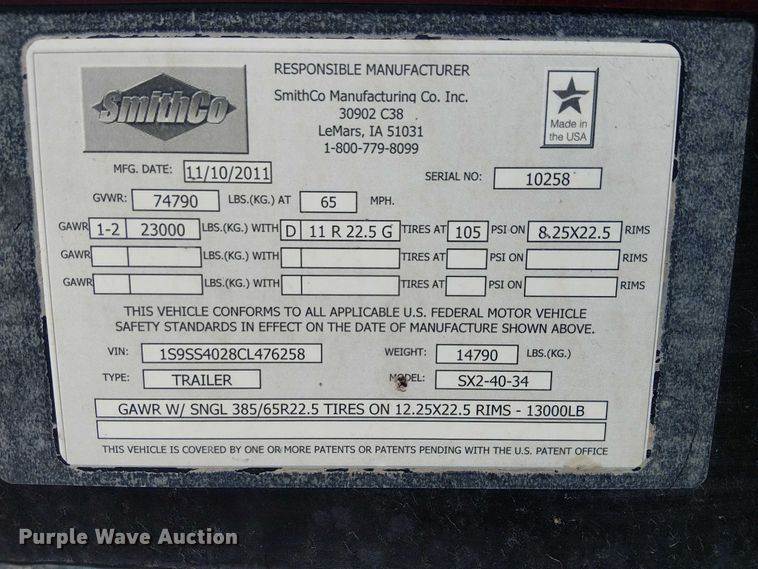 SmithCo
RESPONSIBLE MANUFACTURER
SmithCo Manufacturing Co. Inc.
30902 C38
LeMars, IA 51031
1-800-779-8099
Made in
the USA
MFG. DATE: 11/10/2011
SERIAL NO: 10258
GVWR: 74790 LBS.(KG.) AT 65 MPH.
GAWR 1-2 23000 LBS.(KG.) WITH D 11 R 22.5 G TIRES AT 105 PSI ON 8.25X22.5 RIMS
GAWR LBS.(KG.) WITH TIRES AT PSI ON RIMS
GAWR LBS.(KG.) WITH TIRES AT PSI ON RIMS
THIS VEHICLE CONFORMS TO ALL APPLICABLE U.S. FEDERAL MOTOR VEHICLE
SAFETY STANDARDS IN EFFECT ON THE DATE OF MANUFACTURE SHOWN ABOVE.
VIN: 1S9SS4028CL476258 WEIGHT: 14790 LBS.(KG.)
TYPE: TRAILER MODEL: SX2-40-34
GAWR W/ SNGL 385/65R22.5 TIRES ON 12.25X22.5 RIMS - 13000LB
THIS VEHICLE IS COVERED BY ONE OR MORE PATENTS OR PATENTS PENDING WITH THE U.S. PATENT OFFICE
Purple Wave Auction